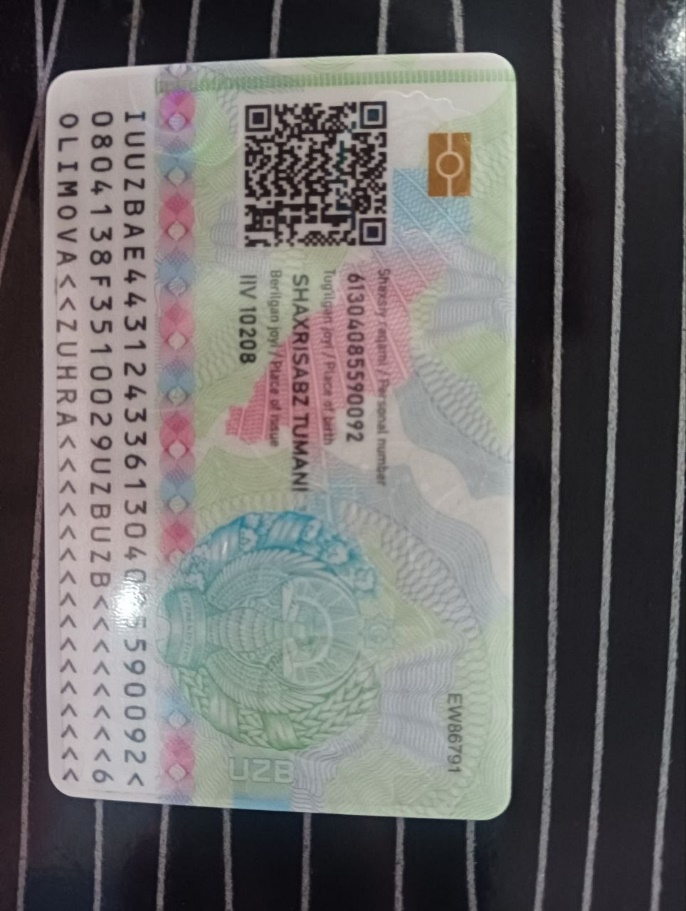 EW86791
Shaxsiy raqami / Personal number
61304085590092
Tug'ilgan joyi / Place of birth
SHAXRISABZ TUMANI
Berilgan joyi / Place of issue
IIV 10208
UZB
IUUZBAE4431243361304085590092<
0804138F3510029UZBUZB<<<<<<<<6
OLIMOVA<<ZUHRA<<<<<<<<<<<<<<<<